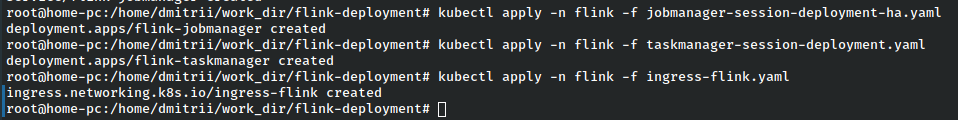 root@home-pc:/home/dmitrii/work_dir/flink-deployment# kubectl apply -n flink -f jobmanager-session-deployment-ha.yaml
deployment.apps/flink-jobmanager created
root@home-pc:/home/dmitrii/work_dir/flink-deployment# kubectl apply -n flink -f taskmanager-session-deployment.yaml
deployment.apps/flink-taskmanager created
root@home-pc:/home/dmitrii/work_dir/flink-deployment# kubectl apply -n flink -f ingress-flink.yaml
ingress.networking.k8s.io/ingress-flink created
root@home-pc:/home/dmitrii/work_dir/flink-deployment#